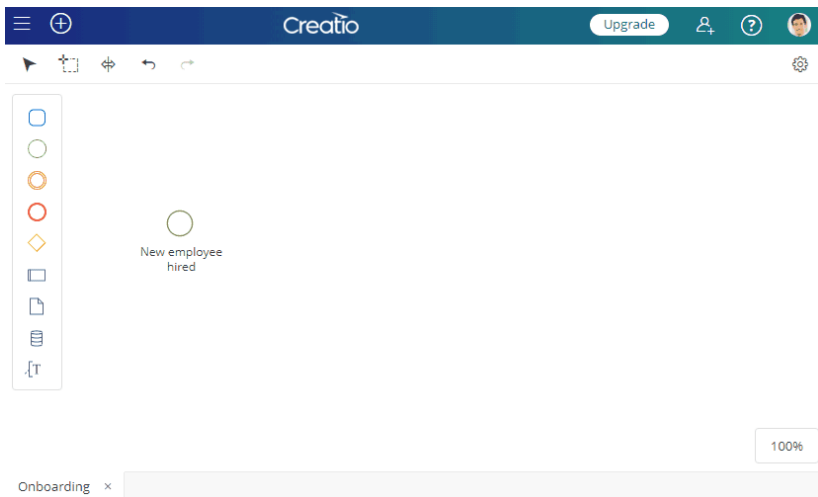 Creatio
Upgrade
New employee
hired
T
100%
Onboarding ×